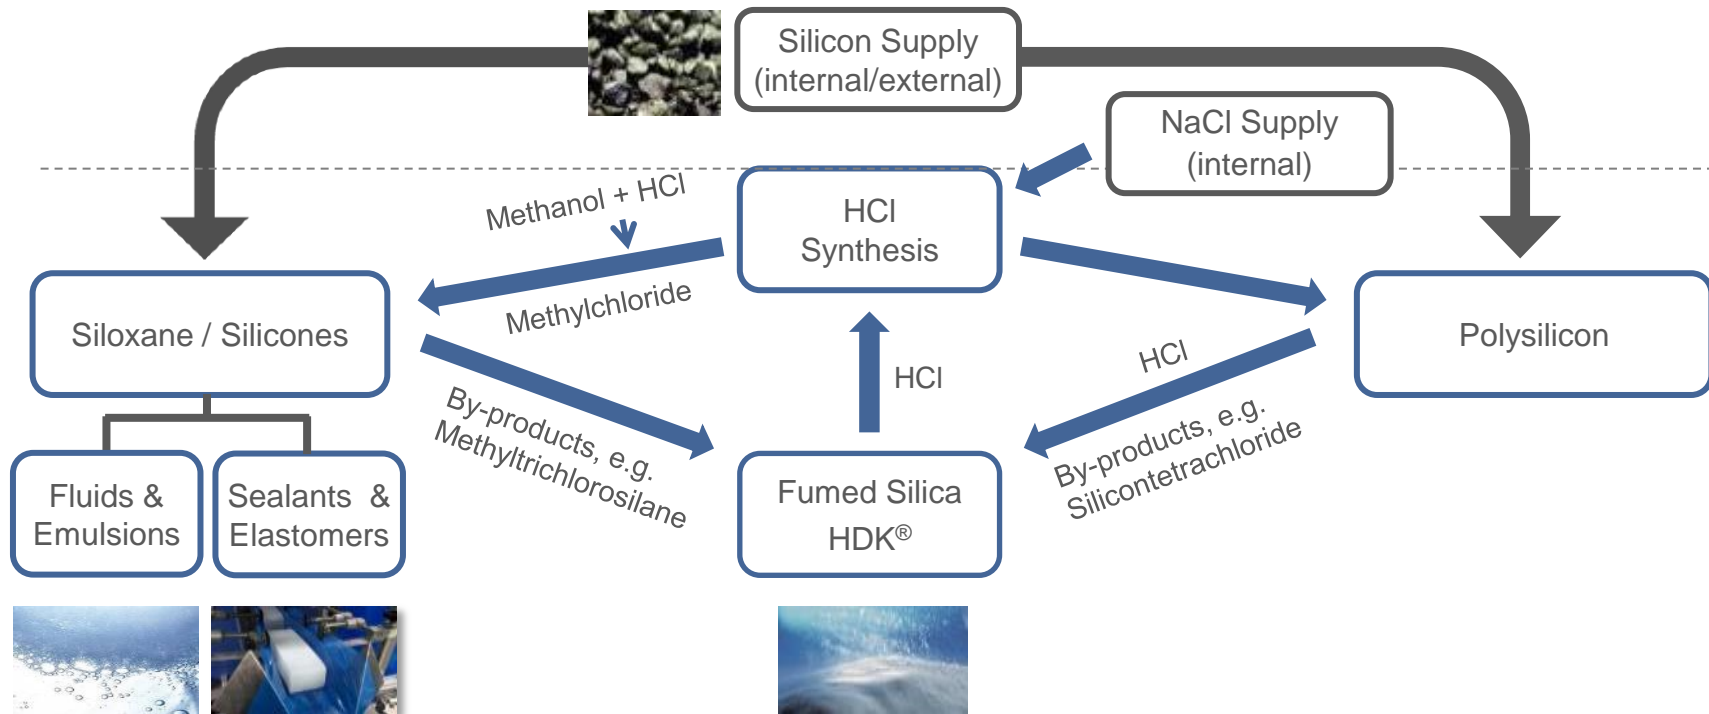 Silicon Supply
(internal/external)
NaCl Supply
(internal)
Methanol + HCl
HCl
Synthesis
Methylchloride
Siloxane / Silicones
Polysilicon
HCl
HCl
By-products, e.g.
Methyltrichlorosilane
By-products, e.g.
Silicontetrachloride
Fluids &
Emulsions
Sealants  &
Elastomers
Fumed Silica
HDK®